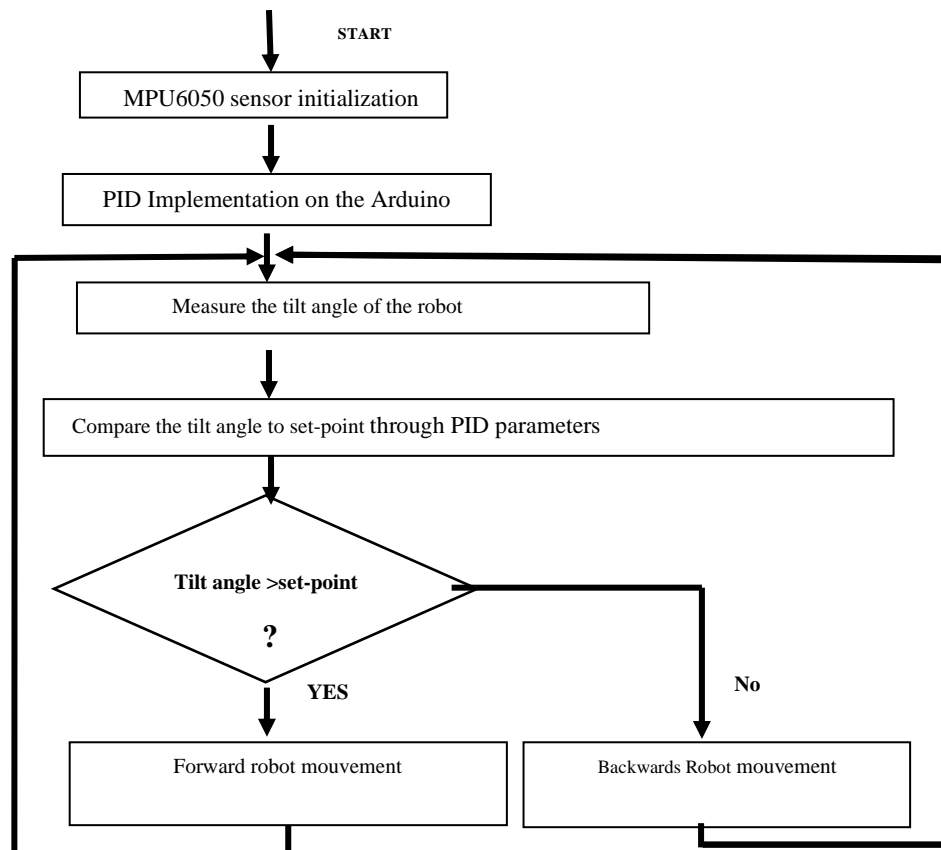 START
MPU6050 sensor initialization
PID Implementation on the Arduino
Measure the tilt angle of the robot
Compare the tilt angle to set-point through PID parameters
Tilt angle >set-point
?
YES
No
Forward robot mouvement
Backwards Robot mouvement